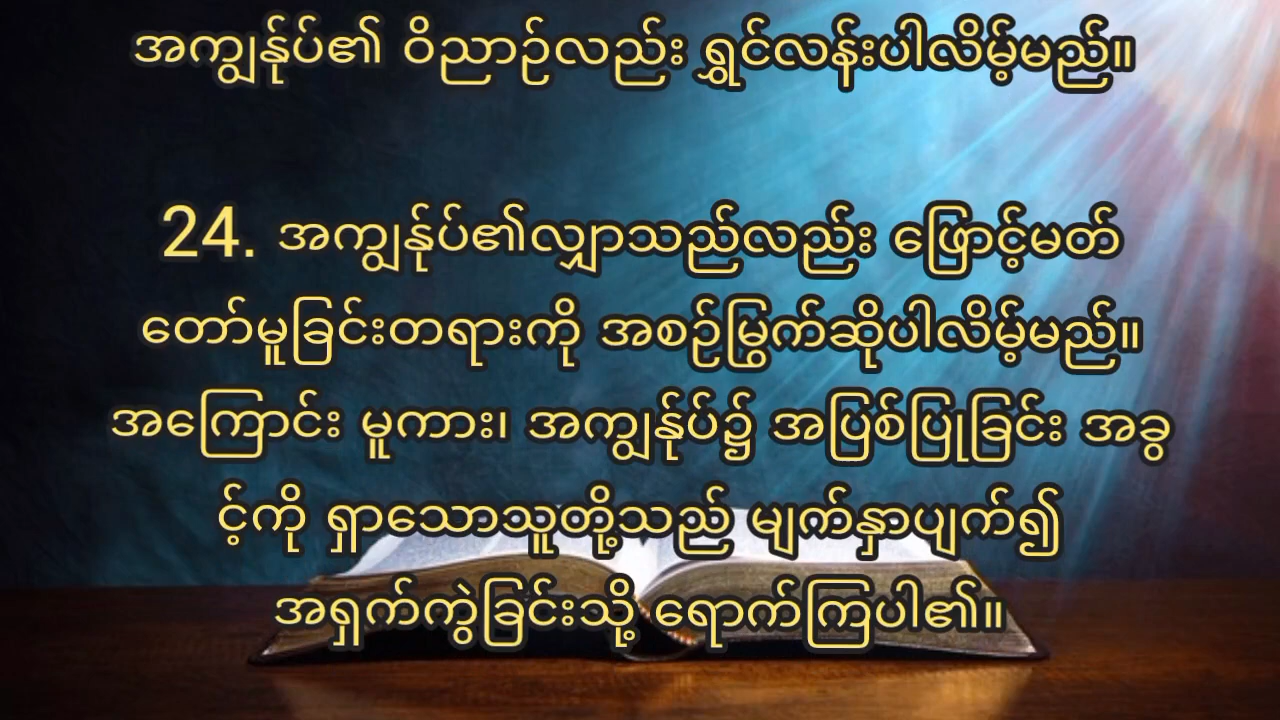 အကျွန်ုပ်၏ ဝိညာဉ်လည်း ရွှင်လန်းပါလိမ့်မည်။
24. အကျွန်ုပ်၏လျှာသည်လည်း ဖြောင့်မတ်
တော်မူခြင်းတရားကို အစဉ်မြွက်ဆိုပါလိမ့်မည်။
အကြောင်း မူကား၊ အကျွန်ုပ်၌ အပြစ်ပြုခြင်း အခွ
င့်ကို ရှာသောသူတို့သည် မျက်နှာပျက်၍
အရှက်ကွဲခြင်းသို့ ရောက်ကြပါ၏။